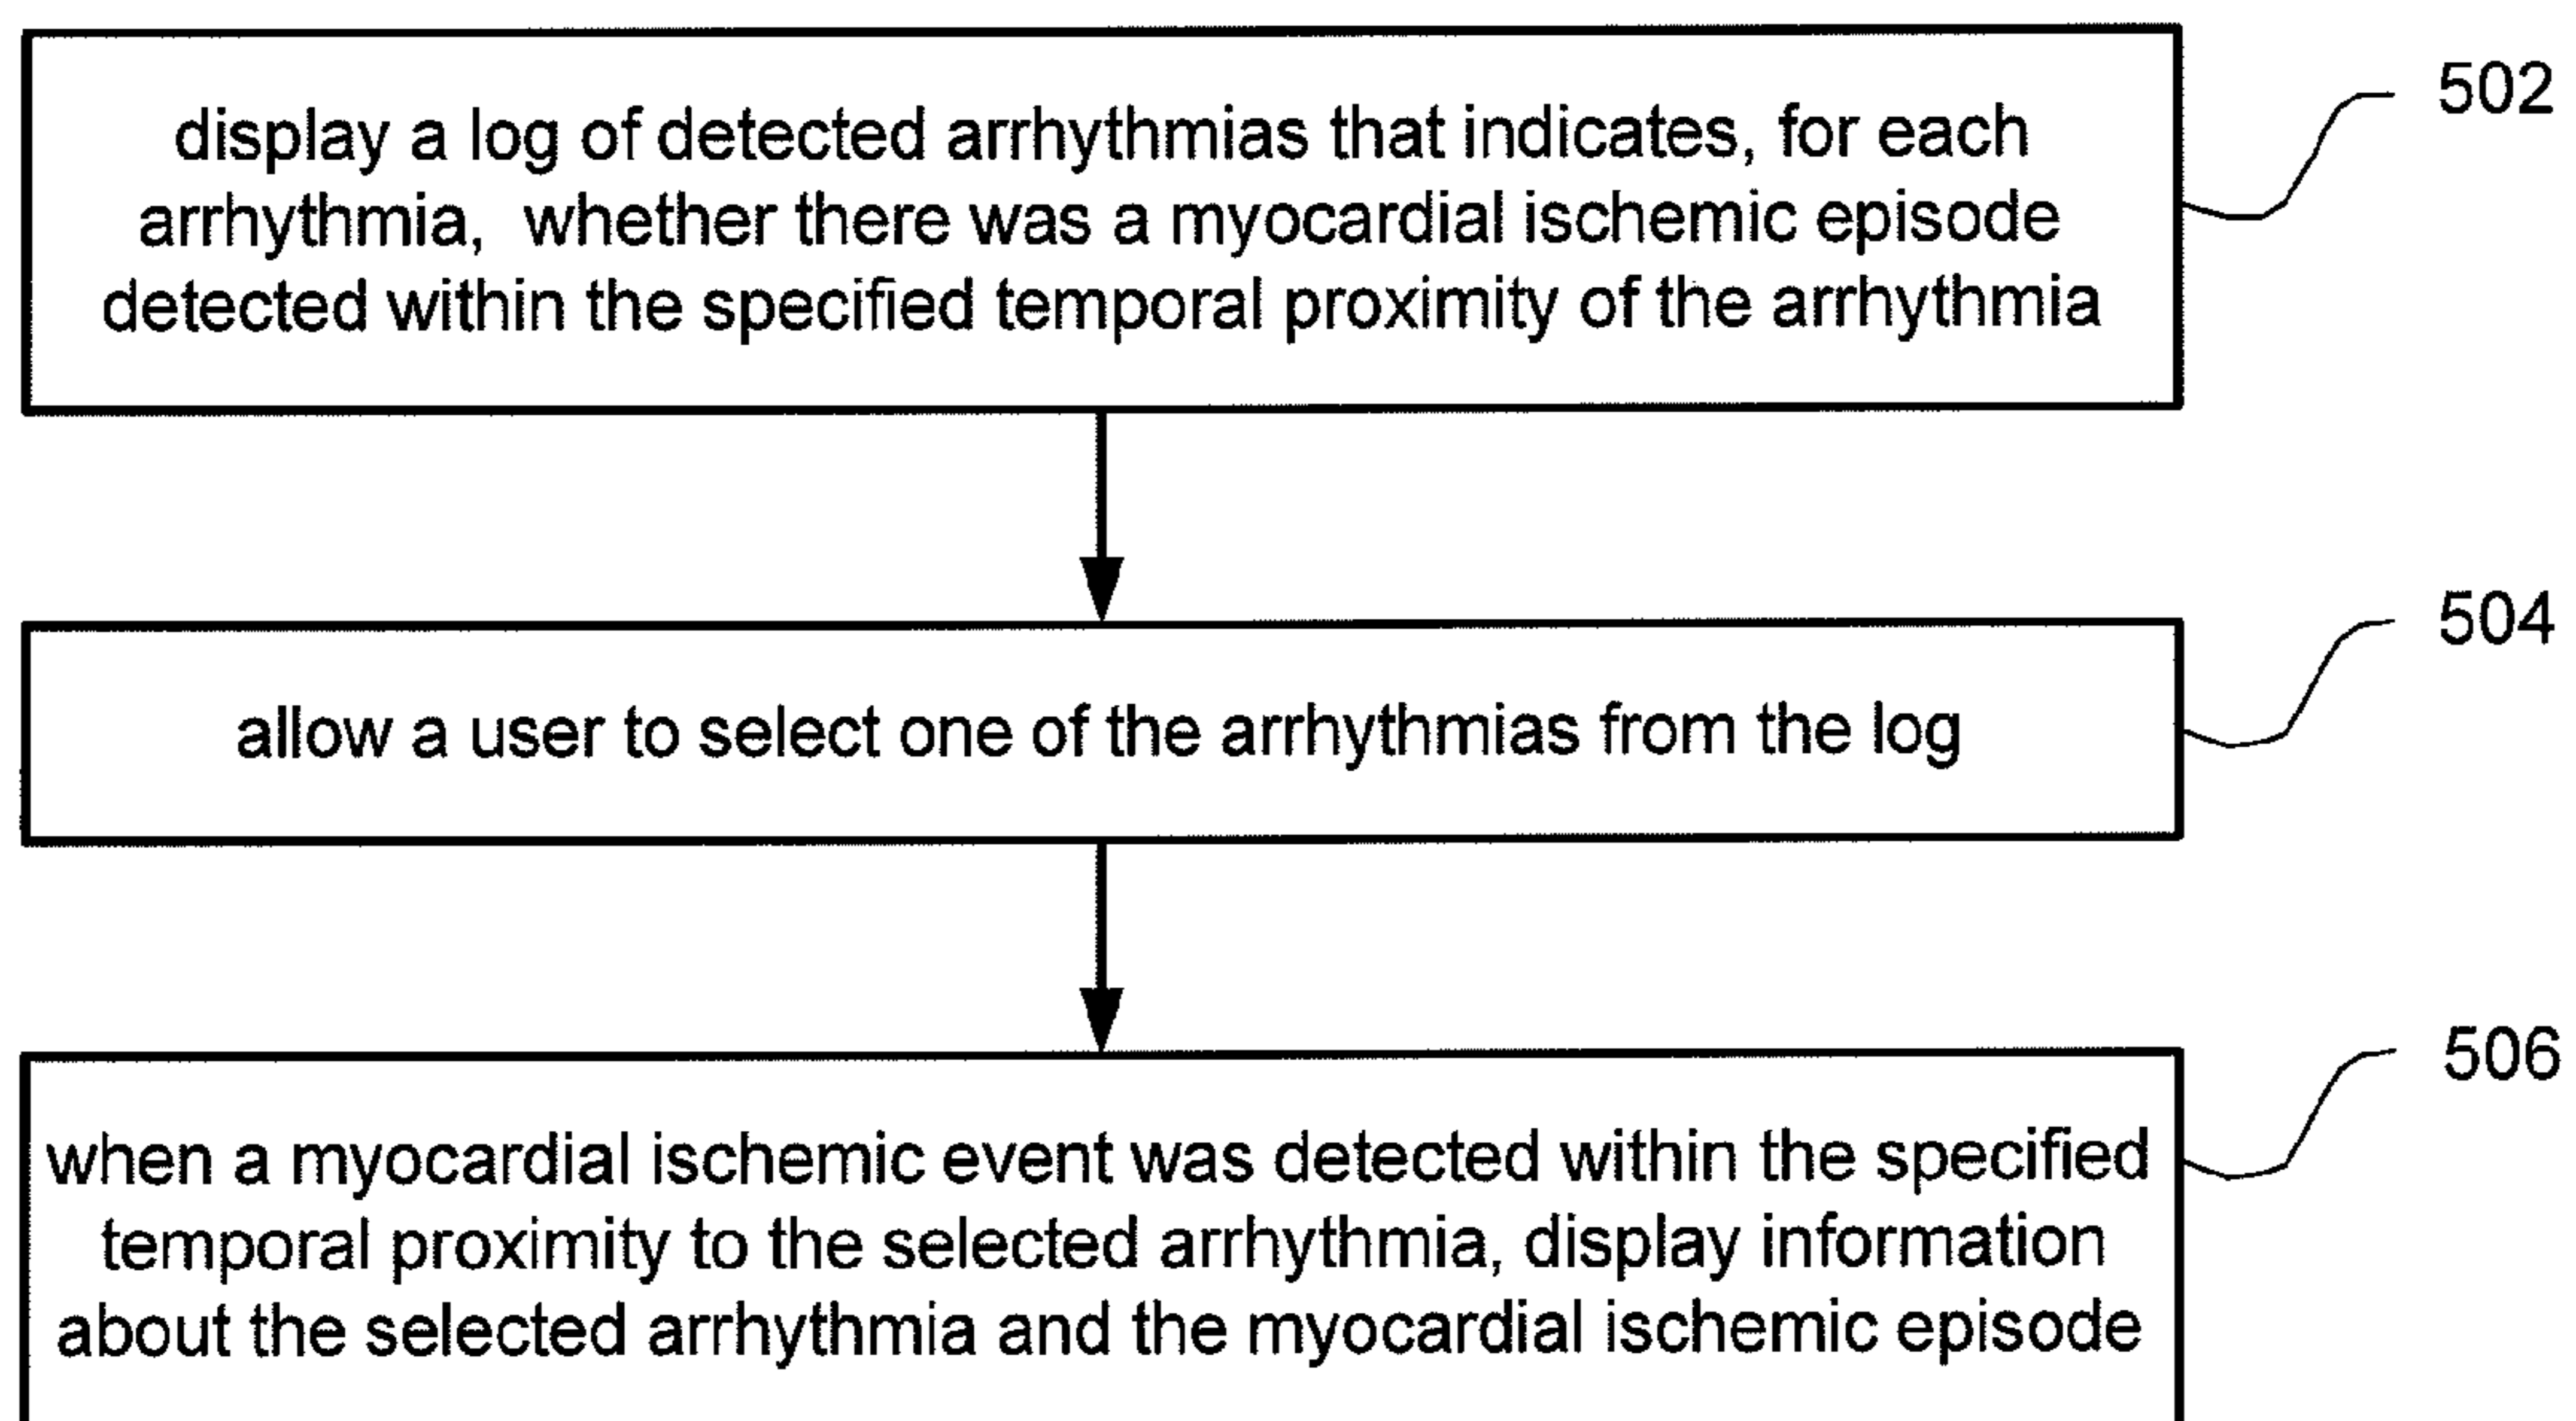 display a log of detected arrhythmias that indicates, for each
arrhythmia, whether there was a myocardial ischemic episode
detected within the specified temporal proximity of the arrhythmia
502
allow a user to select one of the arrhythmias from the log
504
when a myocardial ischemic event was detected within the specified
temporal proximity to the selected arrhythmia, display information
about the selected arrhythmia and the myocardial ischemic episode
506